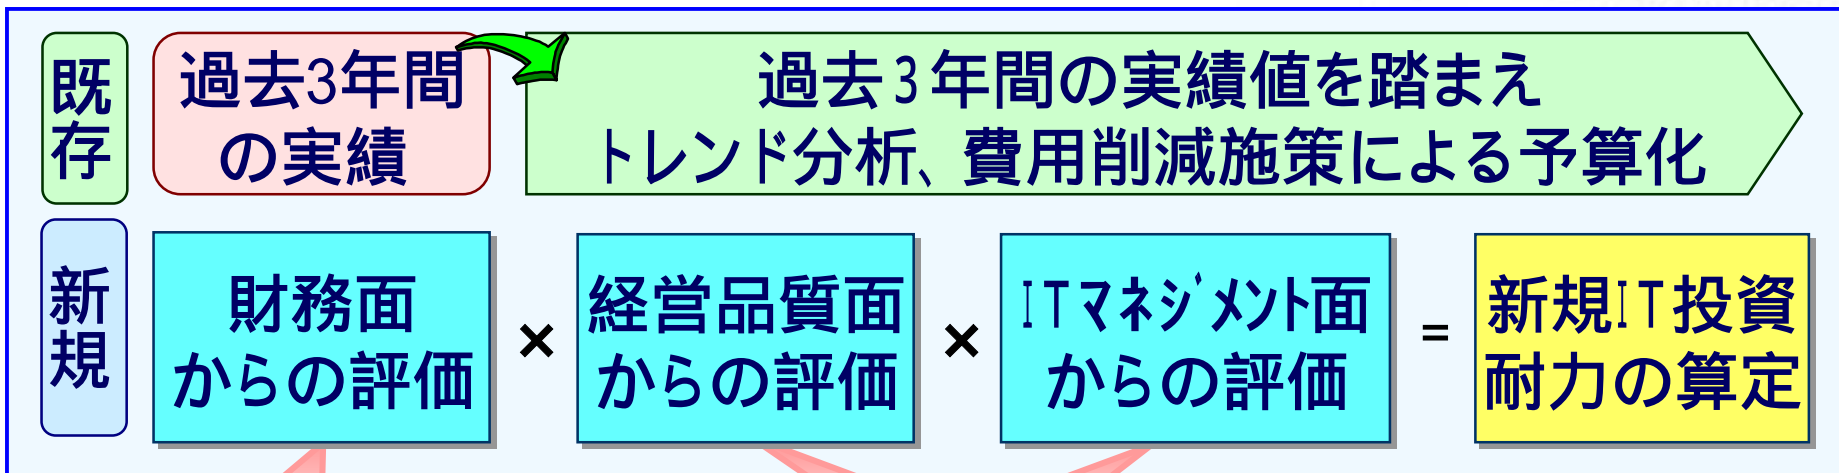 既存
過去3年間
の実績
過去3年間の実績値を踏まえ
トレンド分析、費用削減施策による予算化
新規
財務面
からの評価
×
経営品質面
からの評価
×
ITマネジメント面
からの評価
=
新規IT投資
耐力の算定